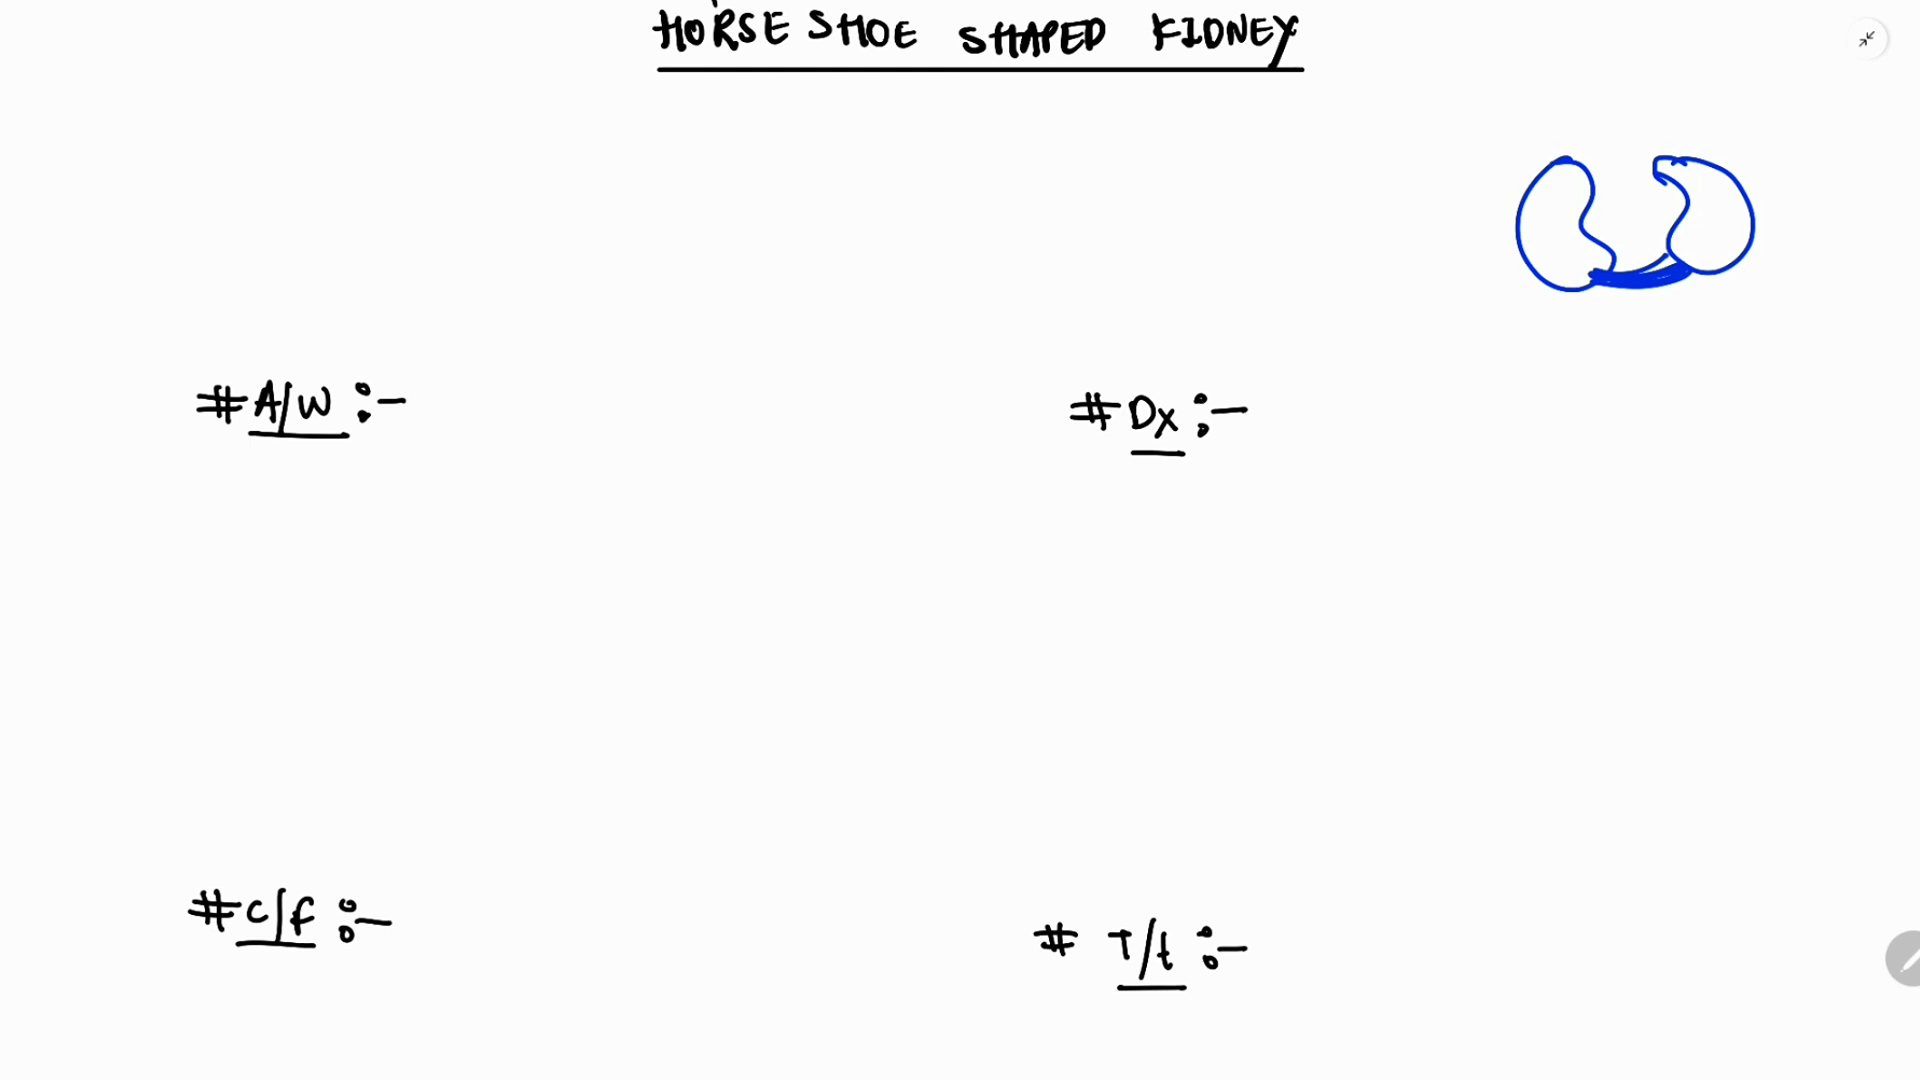 HORSE SHOE SHAPED KIDNEY
# A/W :-
# Dx :-
# C/f :-
# T/t :-